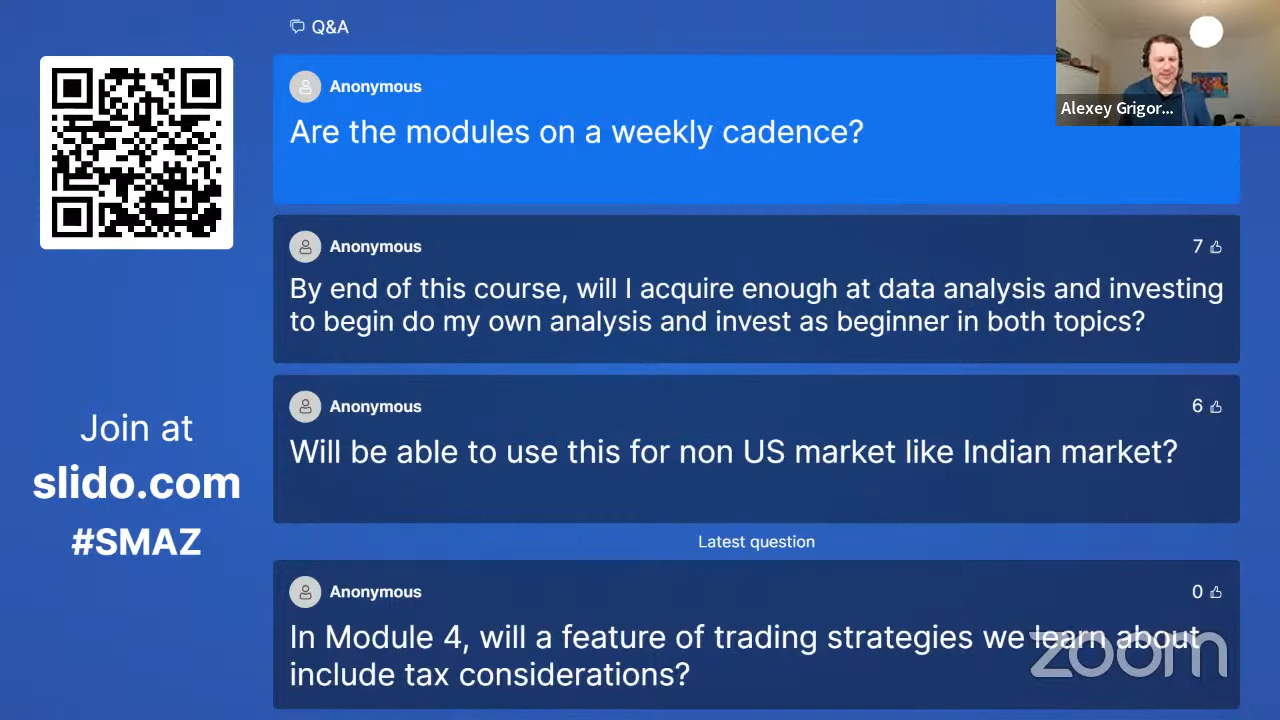 Q&A
Alexey Grigor...
Anonymous
Are the modules on a weekly cadence?
Anonymous
7
By end of this course, will I acquire enough at data analysis and investing
to begin do my own analysis and invest as beginner in both topics?
Anonymous
6
Will be able to use this for non US market like Indian market?
Join at
slido.com
#SMAZ
Latest question
Anonymous
0
In Module 4, will a feature of trading strategies we learn about
include tax considerations?
zoom